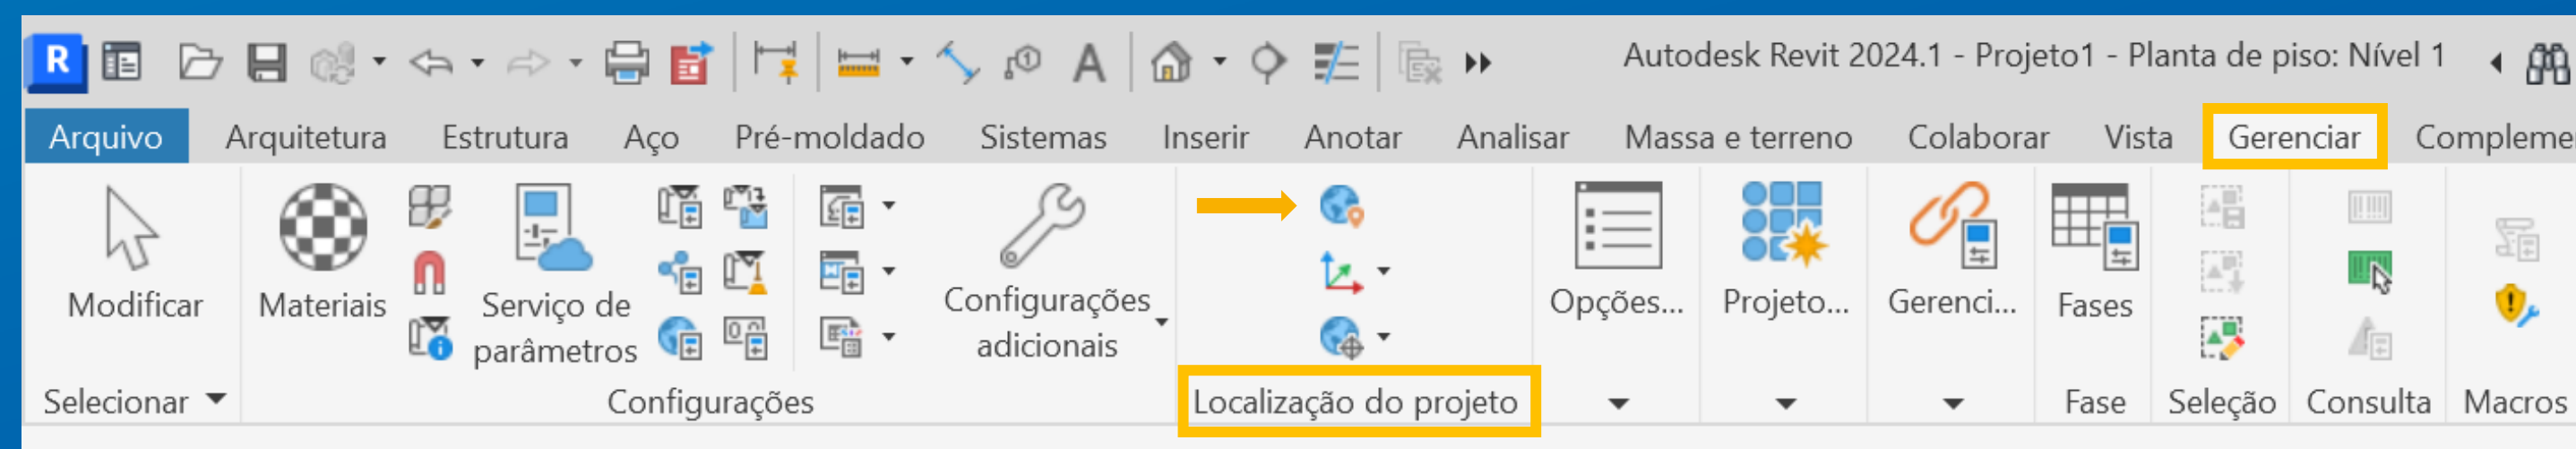 R
A
Autodesk Revit 2024.1 - Projeto1 - Planta de piso: Nível 1
Arquivo Arquitetura Estrutura Aço Pré-moldado Sistemas Inserir Anotar Analisar Massa e terreno Colaborar Vista Gerenciar Compleme
Modificar
Materiais
Serviço de
parâmetros
Configurações
adicionais
Opções...
Projeto...
Gerenci...
Fases
Selecionar
Configurações
Localização do projeto
Fase
Seleção
Consulta
Macros